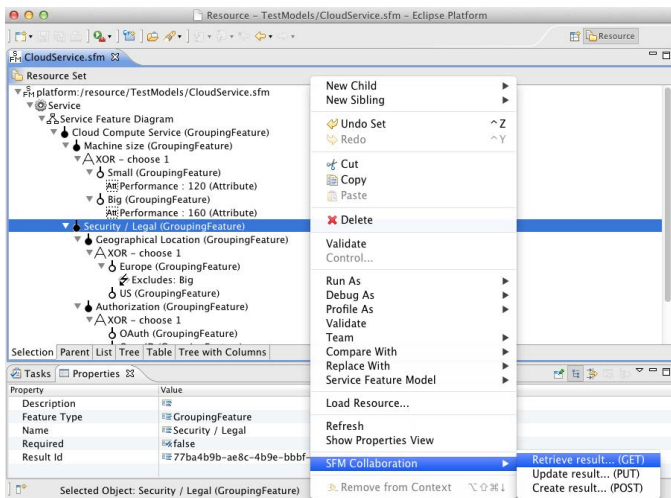 Resource – TestModels/CloudService.sfm – Eclipse Platform
Resource
CloudService.sfm
Resource Set
platform:/resource/TestModels/CloudService.sfm
Service
Service Feature Diagram
Cloud Compute Service (GroupingFeature)
Machine size (GroupingFeature)
XOR – choose 1
Small (GroupingFeature)
Performance : 120 (Attribute)
Big (GroupingFeature)
Performance : 160 (Attribute)
Security / Legal (GroupingFeature)
Geographical Location (GroupingFeature)
XOR – choose 1
Europe (GroupingFeature)
Excludes: Big
US (GroupingFeature)
Authorization (GroupingFeature)
XOR – choose 1
OAuth (GroupingFeature)
Selection Parent List Tree Table Tree with Columns
Tasks Properties
Property Value
Description
Feature Type GroupingFeature
Name Security / Legal
Required false
Result Id 77ba4b9b-ae8c-4b9e-bbbf-
Selected Object: Security / Legal (GroupingFeature)
New Child
New Sibling
Undo Set ^Z
Redo ^Y
Cut
Copy
Paste
Delete
Validate
Control...
Run As
Debug As
Profile As
Validate
Team
Compare With
Replace With
Service Feature Model
Load Resource...
Refresh
Show Properties View
SFM Collaboration
Remove from Context ⌥⇧⌘↓
Retrieve result... (GET)
Update result... (PUT)
Create result... (POST)